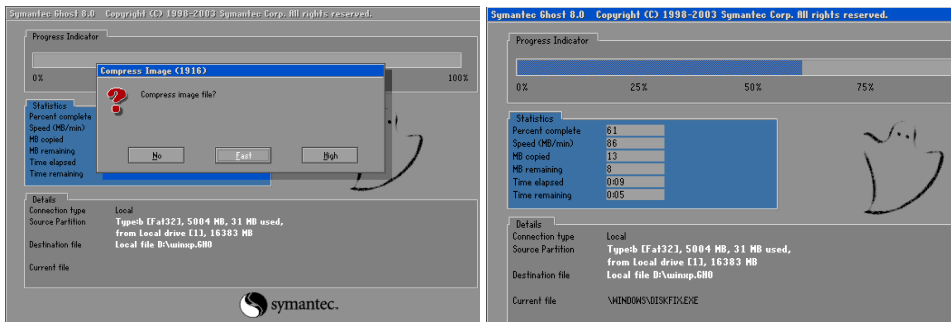 Symantec Ghost 8.0 Copyright (C) 1998-2003 Symantec Corp. All rights reserved.
Progress Indicator
0%
100%
Compress Image (1916)
Compress image file?
No
Fast
High
Statistics
Percent complete
Speed (MB/min)
MB copied
MB remaining
Time elapsed
Time remaining
Details
Connection type Local
Source Partition Type:b [Fat32], 5004 MB, 31 MB used,
from Local drive [1], 16383 MB
Destination file Local file D:\winxp.GHO
Current file
symantec.
Symantec Ghost 8.0 Copyright (C) 1998-2003 Symantec Corp. All rights reserved.
Progress Indicator
0% 25% 50% 75%
Statistics
Percent complete 61
Speed (MB/min) 86
MB copied 13
MB remaining 8
Time elapsed 0:09
Time remaining 0:05
Details
Connection type Local
Source Partition Type:b [Fat32], 5004 MB, 31 MB used,
from Local drive [1], 16383 MB
Destination file Local file D:\winxp.GHO
Current file \WINDOWS\DISKFIX.EXE